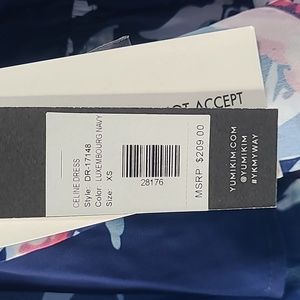 OT ACCEPT
CELINE DRESS
Style: DR-17148
Color: LUXEMBOURG NAVY
Size: XS
28176
MSRP $209.00
YUMIKIM.COM
@YUMIKIM
#YKMYWAY